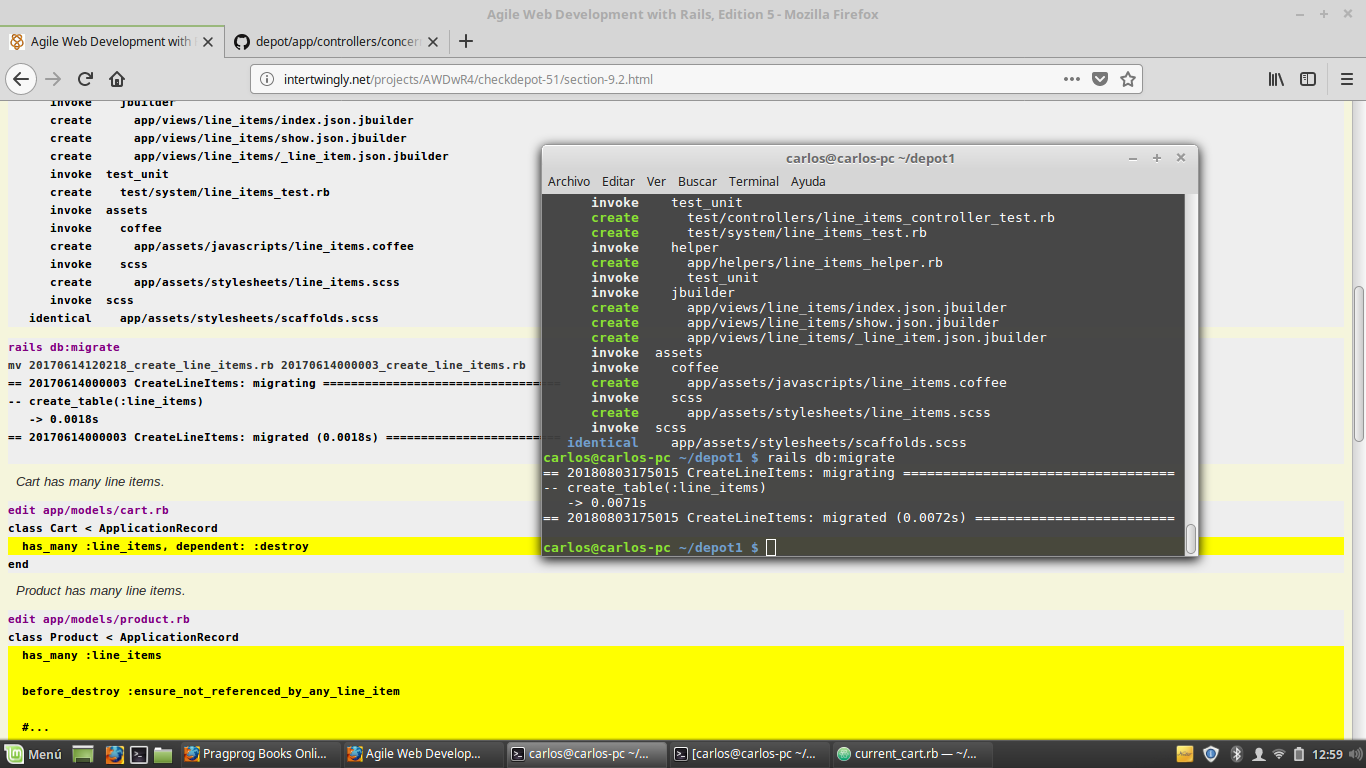 Agile Web Development with Rails, Edition 5 - Mozilla Firefox
Agile Web Development with
depot/app/controllers/concer
intertwingly.net/projects/AWDwR4/checkdepot-51/section-9.2.html
invoke jbuilder
create app/views/line_items/index.json.jbuilder
create app/views/line_items/show.json.jbuilder
create app/views/line_items/_line_item.json.jbuilder
invoke test_unit
create test/system/line_items_test.rb
invoke assets
invoke coffee
create app/assets/javascripts/line_items.coffee
invoke scss
create app/assets/stylesheets/line_items.scss
invoke scss
identical app/assets/stylesheets/scaffolds.scss
rails db:migrate
mv 20170614120218_create_line_items.rb 20170614000003_create_line_items.rb
== 20170614000003 CreateLineItems: migrating =================================
-- create_table(:line_items)
-> 0.0018s
== 20170614000003 CreateLineItems: migrated (0.0018s) ========================
Cart has many line items.
edit app/models/cart.rb
class Cart < ApplicationRecord
has_many :line_items, dependent: :destroy
end
Product has many line items.
edit app/models/product.rb
class Product < ApplicationRecord
has_many :line_items
before_destroy :ensure_not_referenced_by_any_line_item
#...
carlos@carlos-pc ~/depot1
Archivo Editar Ver Buscar Terminal Ayuda
invoke test_unit
create test/controllers/line_items_controller_test.rb
create test/system/line_items_test.rb
invoke helper
create app/helpers/line_items_helper.rb
invoke test_unit
invoke jbuilder
create app/views/line_items/index.json.jbuilder
create app/views/line_items/show.json.jbuilder
create app/views/line_items/_line_item.json.jbuilder
invoke assets
invoke coffee
create app/assets/javascripts/line_items.coffee
invoke scss
create app/assets/stylesheets/line_items.scss
invoke scss
identical app/assets/stylesheets/scaffolds.scss
carlos@carlos-pc ~/depot1 $ rails db:migrate
== 20180803175015 CreateLineItems: migrating ==================================
-- create_table(:line_items)
-> 0.0071s
== 20180803175015 CreateLineItems: migrated (0.0072s) =========================
carlos@carlos-pc ~/depot1 $
Menú
Pragprog Books Onli...
Agile Web Develop...
carlos@carlos-pc ~/...
[carlos@carlos-pc ~/...
current_cart.rb — ~/...
12:59